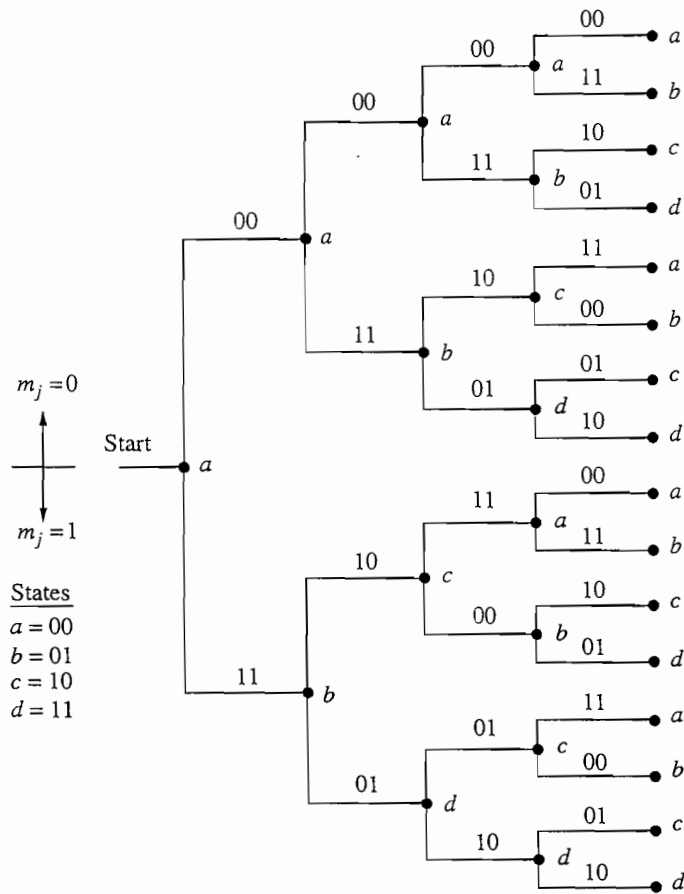 00 a
00 a
11 b
00 a
10 c
11 b
01 d
00 a
11 a
10 c
00 b
11 b
01 c
01 d
10 d
m_j = 0
Start
a
m_j = 1
00 a
11 a
11 b
10 c
10 c
00 b
01 d
11 b
11 a
01 c
00 b
01 d
01 c
10 d
10 d
States
a = 00
b = 01
c = 10
d = 11